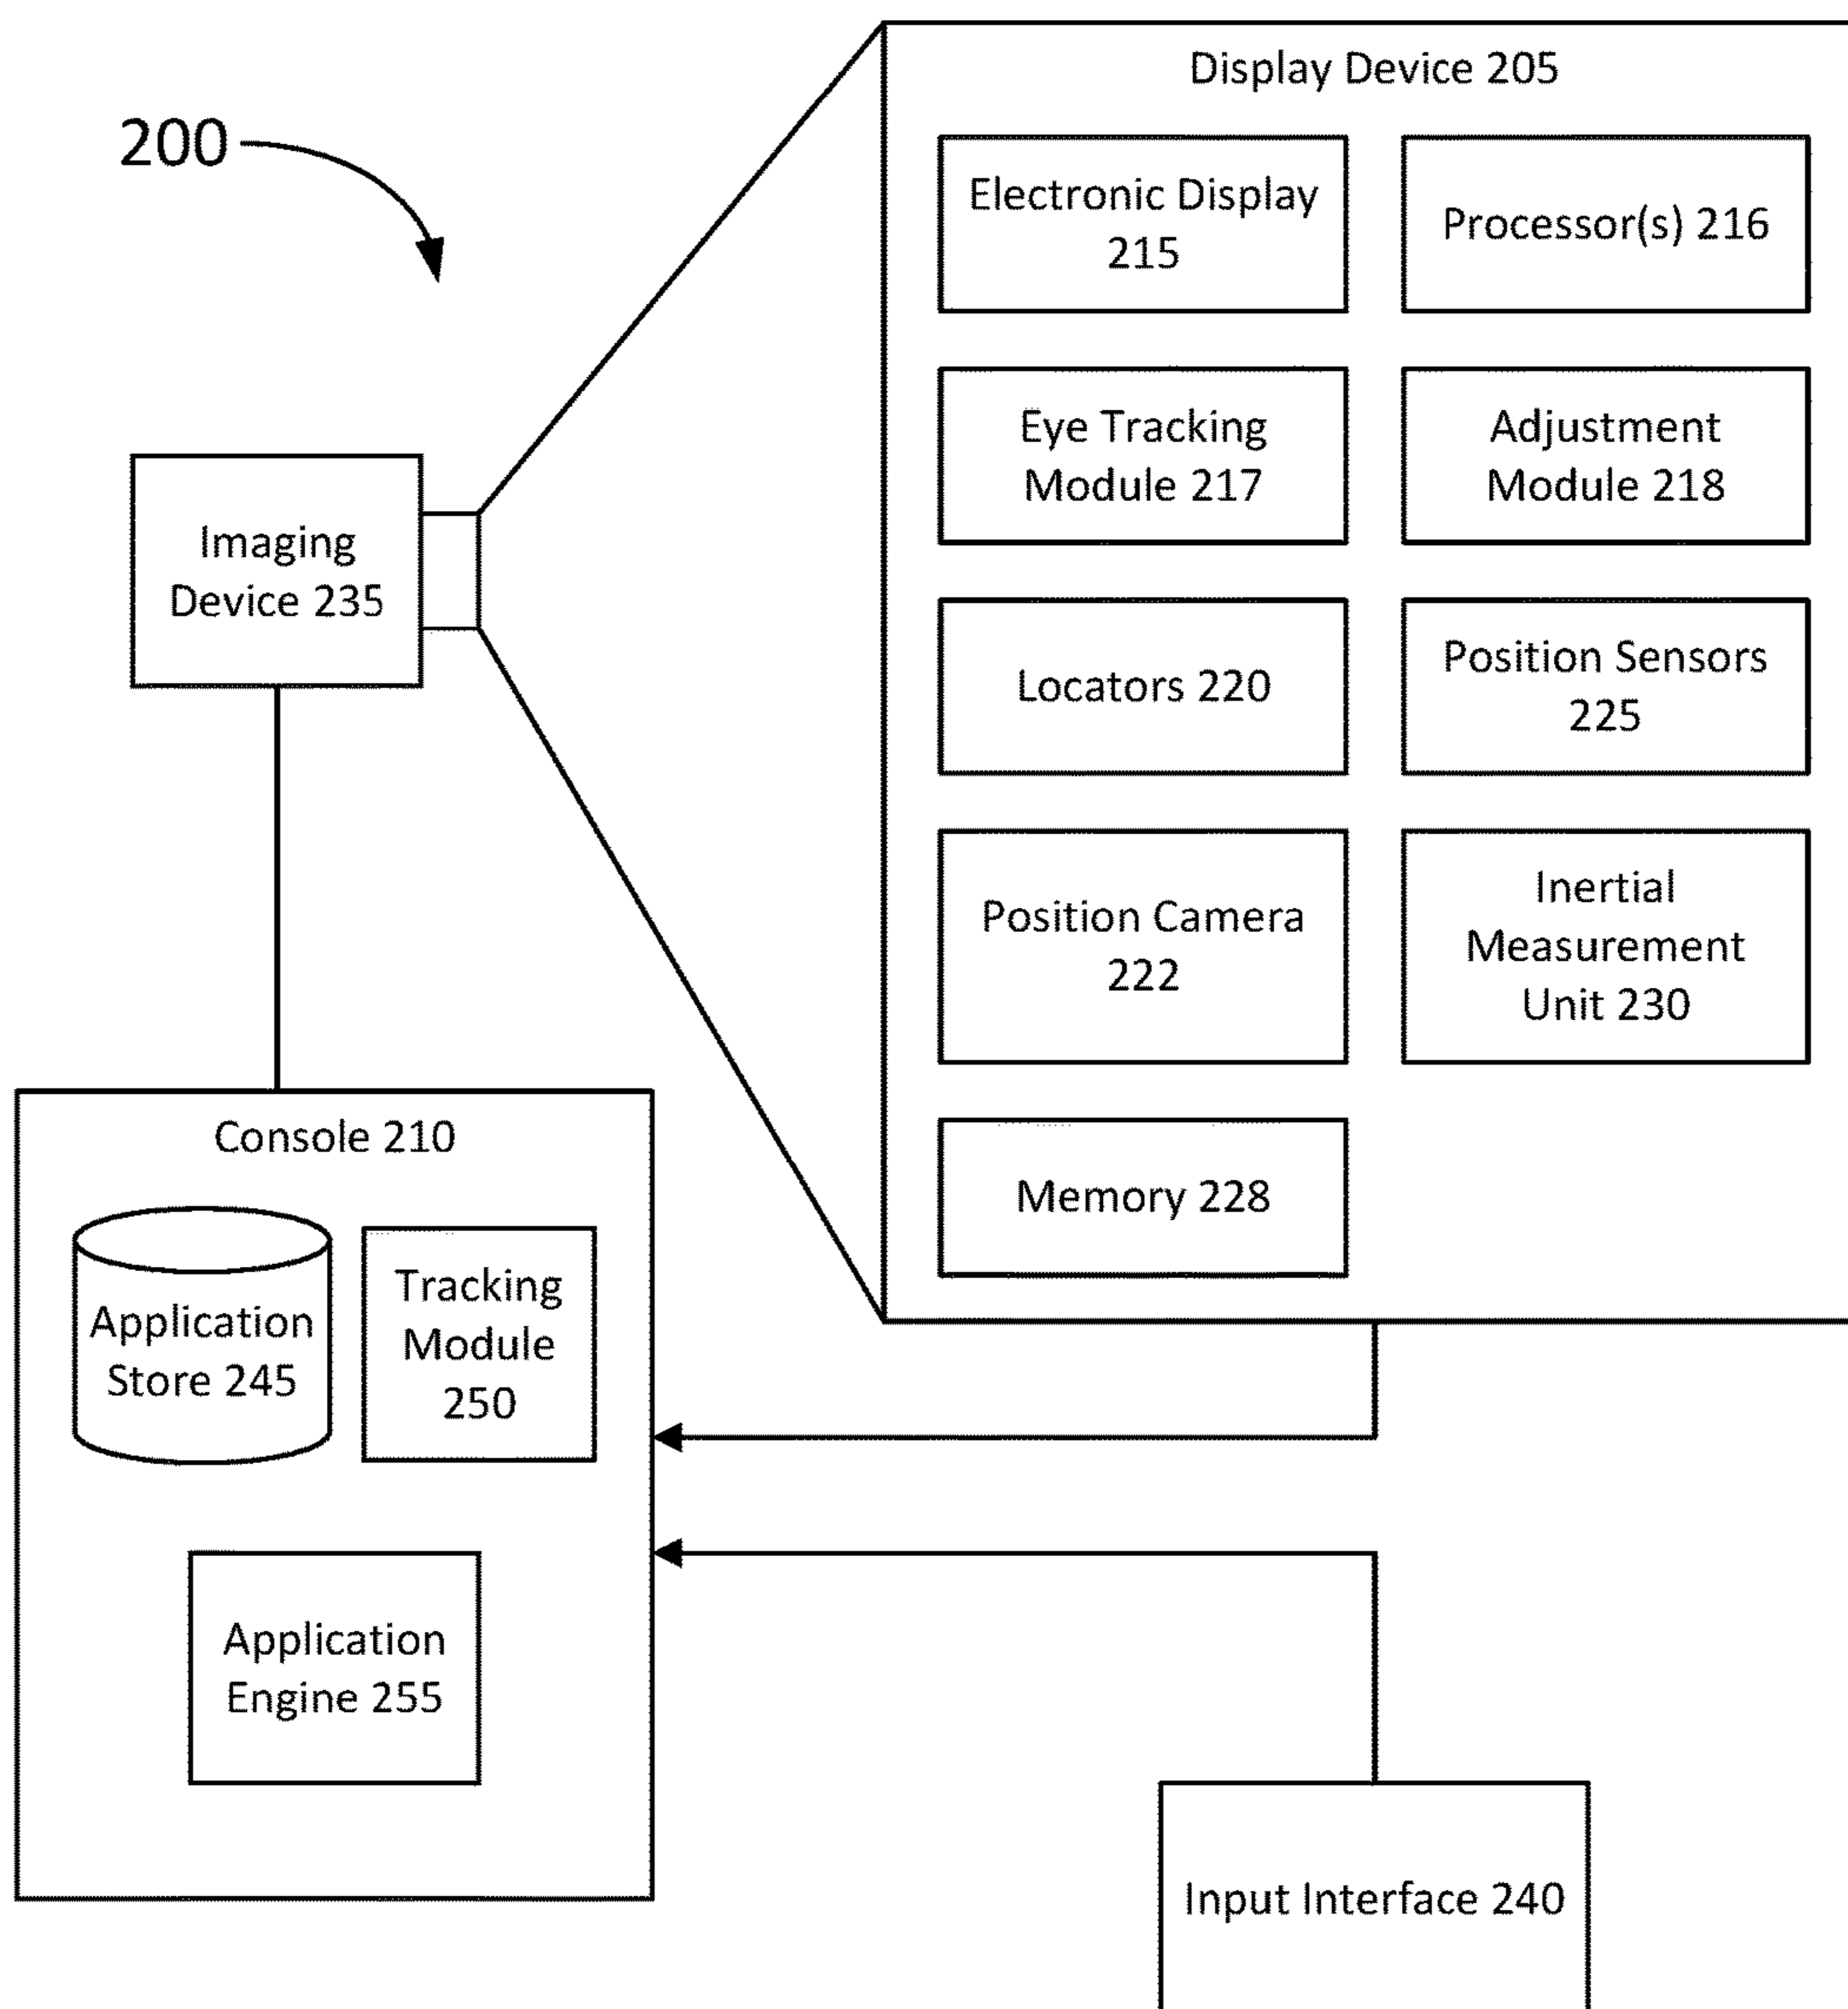 200
Display Device 205
Electronic Display
215
Processor(s) 216
Eye Tracking
Module 217
Adjustment
Module 218
Locators 220
Position Sensors
225
Position Camera
222
Inertial
Measurement
Unit 230
Memory 228
Imaging
Device 235
Console 210
Application
Store 245
Tracking
Module
250
Application
Engine 255
Input Interface 240